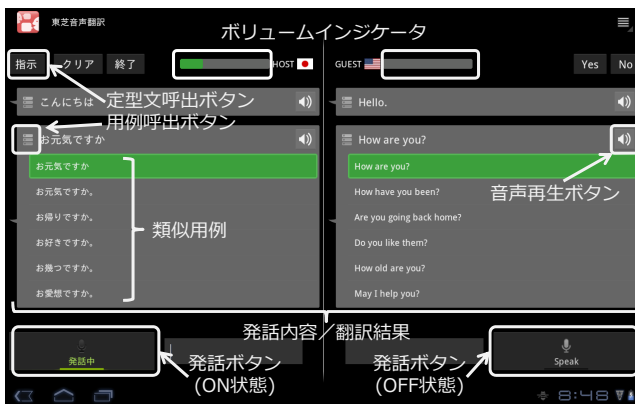 東芝音声翻訳
ボリュームインジケータ
指示 クリア 終了
HOST
GUEST
Yes No
定型文呼出ボタン
こんにちは
Hello.
用例呼出ボタン
お元気ですか
How are you?
お元気ですか
How are you?
お元気ですか。
How have you been?
音声再生ボタン
お帰りですか。
Are you going back home?
類似用例
お好きですか。
Do you like them?
お幾つですか。
How old are you?
お愛想ですか。
May I help you?
発話内容／翻訳結果
発話中
発話ボタン
(ON状態)
発話ボタン
(OFF状態)
Speak
8:48